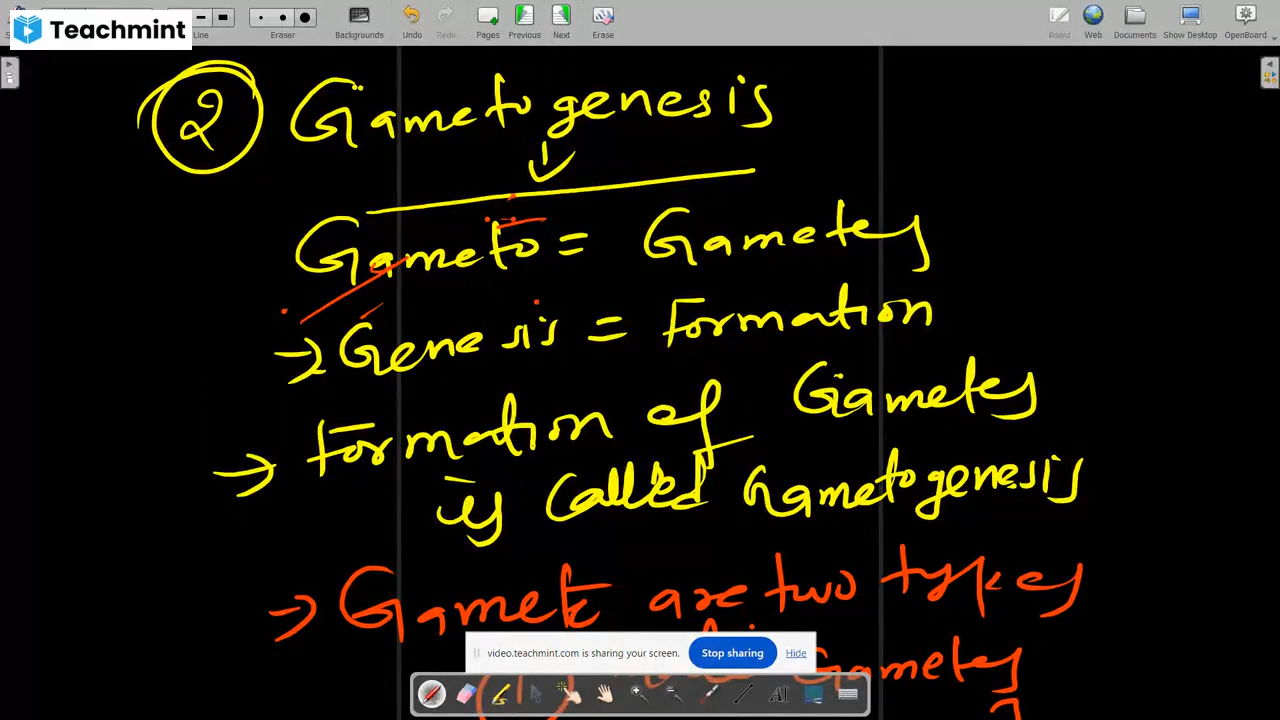 Teachmint
Line
Eraser
Backgrounds
Undo
Redo
Pages
Previous
Next
Erase
Board
Web
Documents
Show Desktop
OpenBoard
2 Gametogenesis
Gameto = Gametes
→ Genesis = Formation
→ Formation of Gametes
is called Gametogenesis
→ Gamete are two types
Gametes
video.teachmint.com is sharing your screen.
Stop sharing
Hide